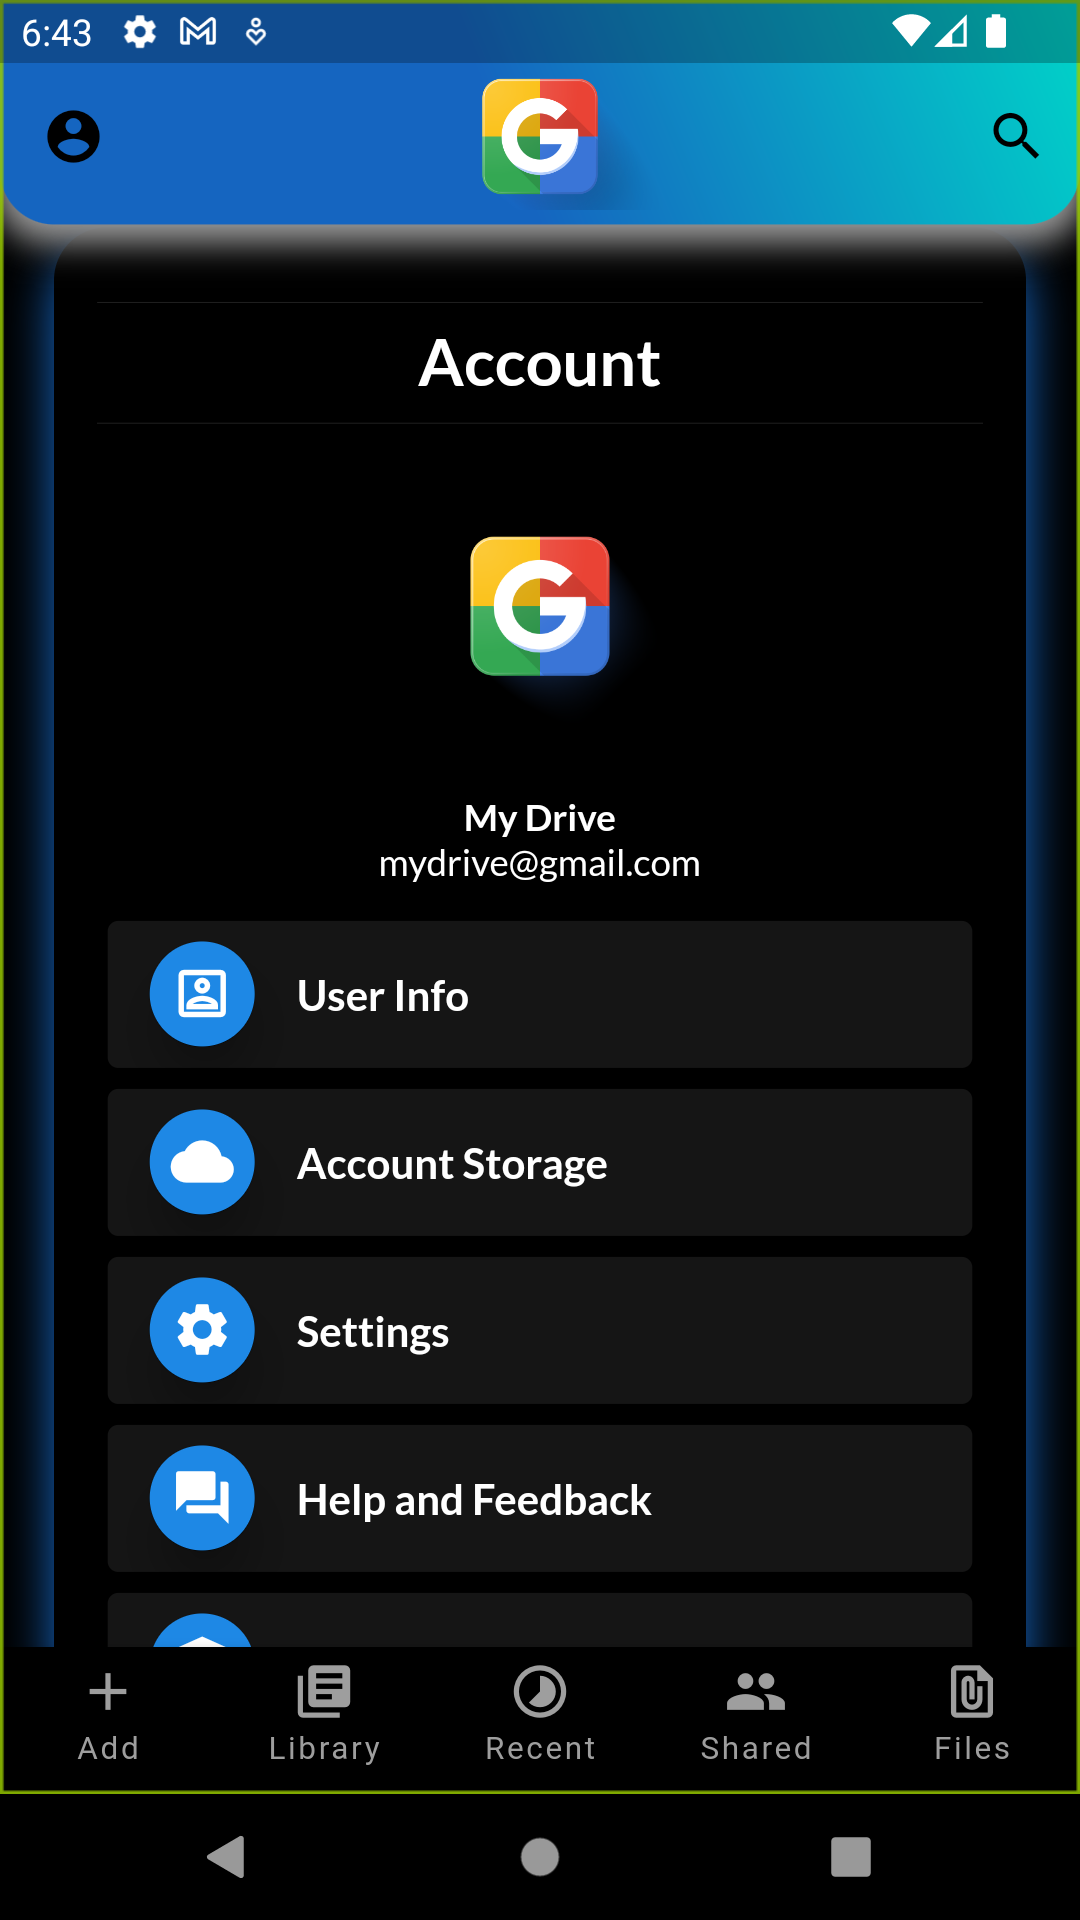 6:43
Account
My Drive
mydrive@gmail.com
User Info
Account Storage
Settings
Help and Feedback
Add
Library
Recent
Shared
Files